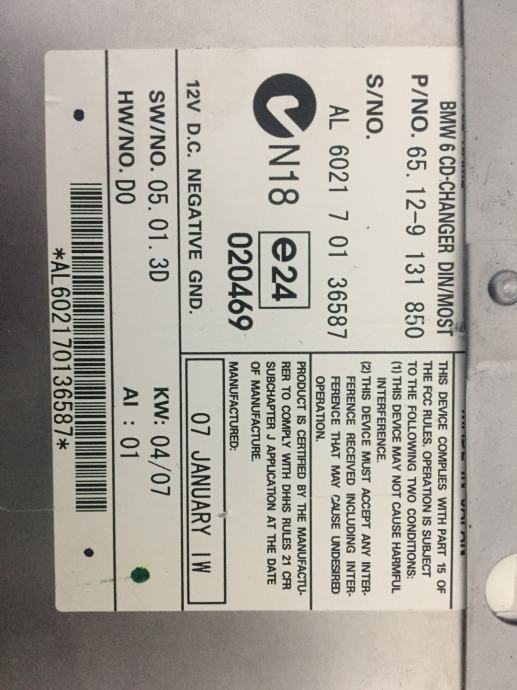 BMW 6 CD-CHANGER DIN/MOST
P/NO. 65. 12-9 131 850
S/NO.
AL 6021 7 01 36587
N18
e24
020469
12V D.C. NEGATIVE GND.
THIS DEVICE COMPLIES WITH PART 15 OF
THE FCC RULES. OPERATION IS SUBJECT
TO THE FOLLOWING TWO CONDITIONS:
(1) THIS DEVICE MAY NOT CAUSE HARMFUL
INTERFERENCE.
(2) THIS DEVICE MUST ACCEPT ANY INTER-
FERENCE RECEIVED INCLUDING INTER-
FERENCE THAT MAY CAUSE UNDESIRED
OPERATION.
PRODUCT IS CERTIFIED BY THE MANUFACTU-
RER TO COMPLY WITH DHHS RULES 21 CFR
SUBCHAPTER J APPLICATION AT THE DATE
OF MANUFACTURE.
MANUFACTURED:
07 JANUARY IW
SW/NO. 05. 01. 3D KW: 04/07
HW/NO. D0 AI : 01
*AL602170136587*